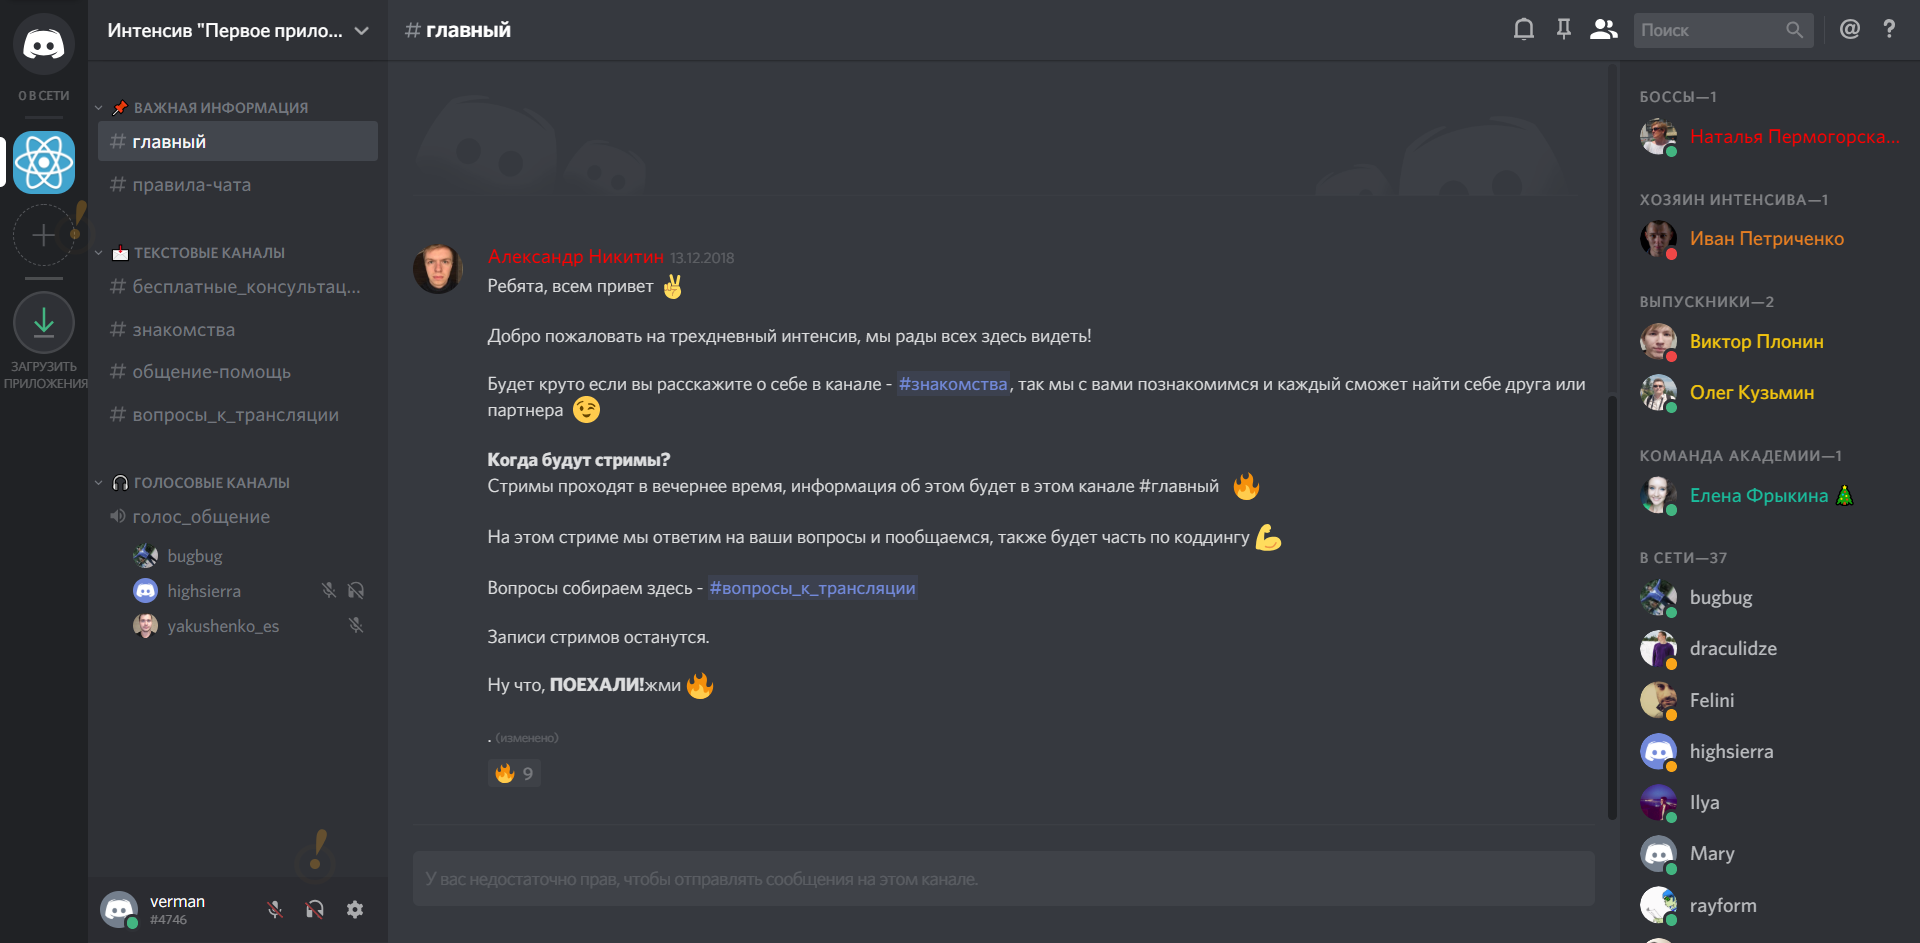 0 В СЕТИ
ЗАГРУЗИТЬ
ПРИЛОЖЕНИЯ
Интенсив "Первое прило...
ВАЖНАЯ ИНФОРМАЦИЯ
# главный
# правила-чата
ТЕКСТОВЫЕ КАНАЛЫ
# бесплатные_консультац...
# знакомства
# общение-помощь
# вопросы_к_трансляции
ГОЛОСОВЫЕ КАНАЛЫ
голос_общение
bugbug
highsierra
yakushenko_es
verman
#4746
# главный
Поиск
@ ?
Александр Никитин 13.12.2018
Ребята, всем привет ✌
Добро пожаловать на трехдневный интенсив, мы рады всех здесь видеть!
Будет круто если вы расскажите о себе в канале - #знакомства, так мы с вами познакомимся и каждый сможет найти себе друга или
партнера 😉
Когда будут стримы?
Стримы проходят в вечернее время, информация об этом будет в этом канале #главный 🔥
На этом стриме мы ответим на ваши вопросы и пообщаемся, также будет часть по коддингу 💪
Вопросы собираем здесь - #вопросы_к_трансляции
Записи стримов останутся.
Ну что, ПОЕХАЛИ!жми 🔥
. (изменено)
🔥 9
У вас недостаточно прав, чтобы отправлять сообщения на этом канале.
БОССЫ—1
Наталья Пермогорска...
ХОЗЯИН ИНТЕНСИВА—1
Иван Петриченко
ВЫПУСКНИКИ—2
Виктор Плонин
Олег Кузьмин
КОМАНДА АКАДЕМИИ—1
Елена Фрыкина 🎄
В СЕТИ—37
bugbug
draculidze
Felini
highsierra
Ilya
Mary
rayform